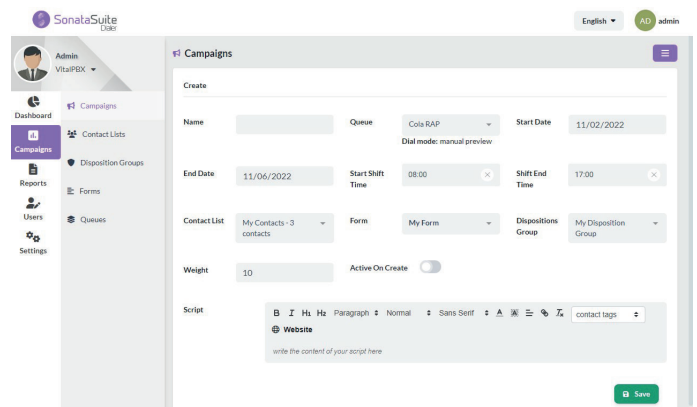 SonataSuite
Dialer
English
AD admin
Admin
VitalPBX
Dashboard
Campaigns
Reports
Users
Settings
Campaigns
Contact Lists
Disposition Groups
Forms
Queues
Campaigns
Create
Name
Queue
Cola RAP
Start Date
11/02/2022
Dial mode: manual preview
End Date
11/06/2022
Start Shift
Time
08:00
Shift End
Time
17:00
Contact List
My Contacts - 3
contacts
Form
My Form
Dispositions
Group
My Disposition
Group
Weight
10
Active On Create
Script
B I H1 H2 Paragraph Normal Sans Serif A A Tx contact tags
Website
write the content of your script here
Save